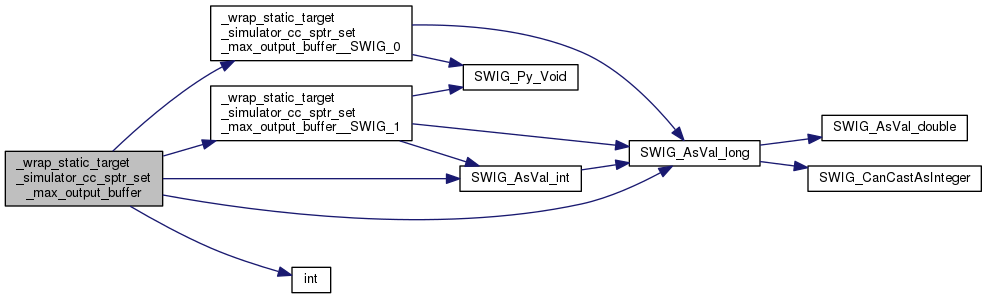 _wrap_static_target
_simulator_cc_sptr_set
_max_output_buffer__SWIG_0
SWIG_Py_Void
_wrap_static_target
_simulator_cc_sptr_set
_max_output_buffer__SWIG_1
SWIG_AsVal_double
SWIG_AsVal_long
_wrap_static_target
_simulator_cc_sptr_set
_max_output_buffer
SWIG_AsVal_int
SWIG_CanCastAsInteger
int